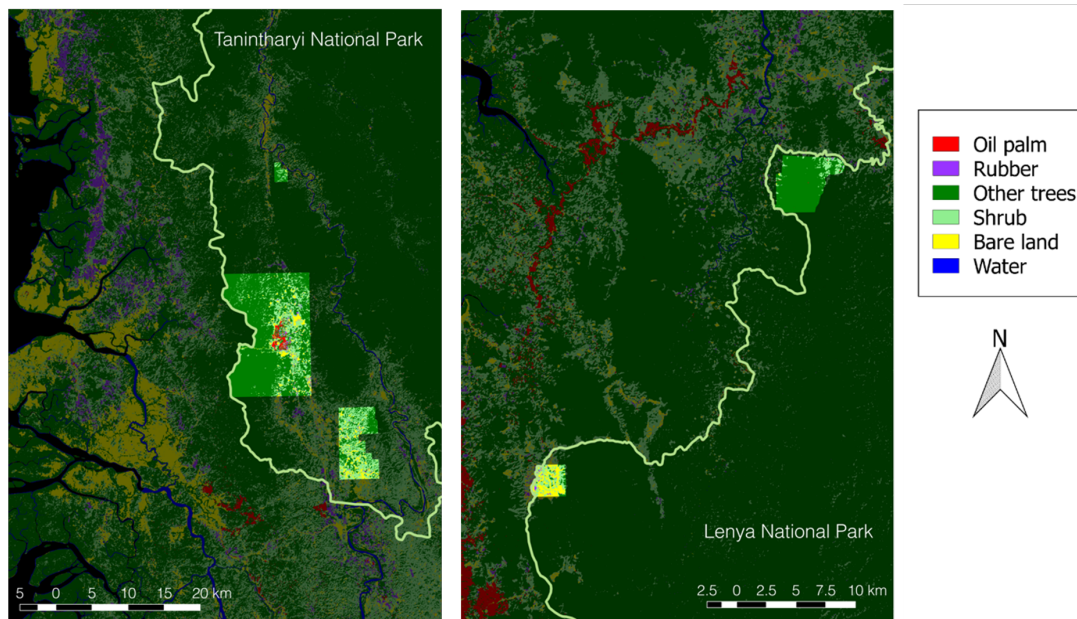 Tanintharyi National Park
5 0 5 10 15 20 km
Lenya National Park
2.5 0 2.5 5 7.5 10 km
Oil palm
Rubber
Other trees
Shrub
Bare land
Water
N